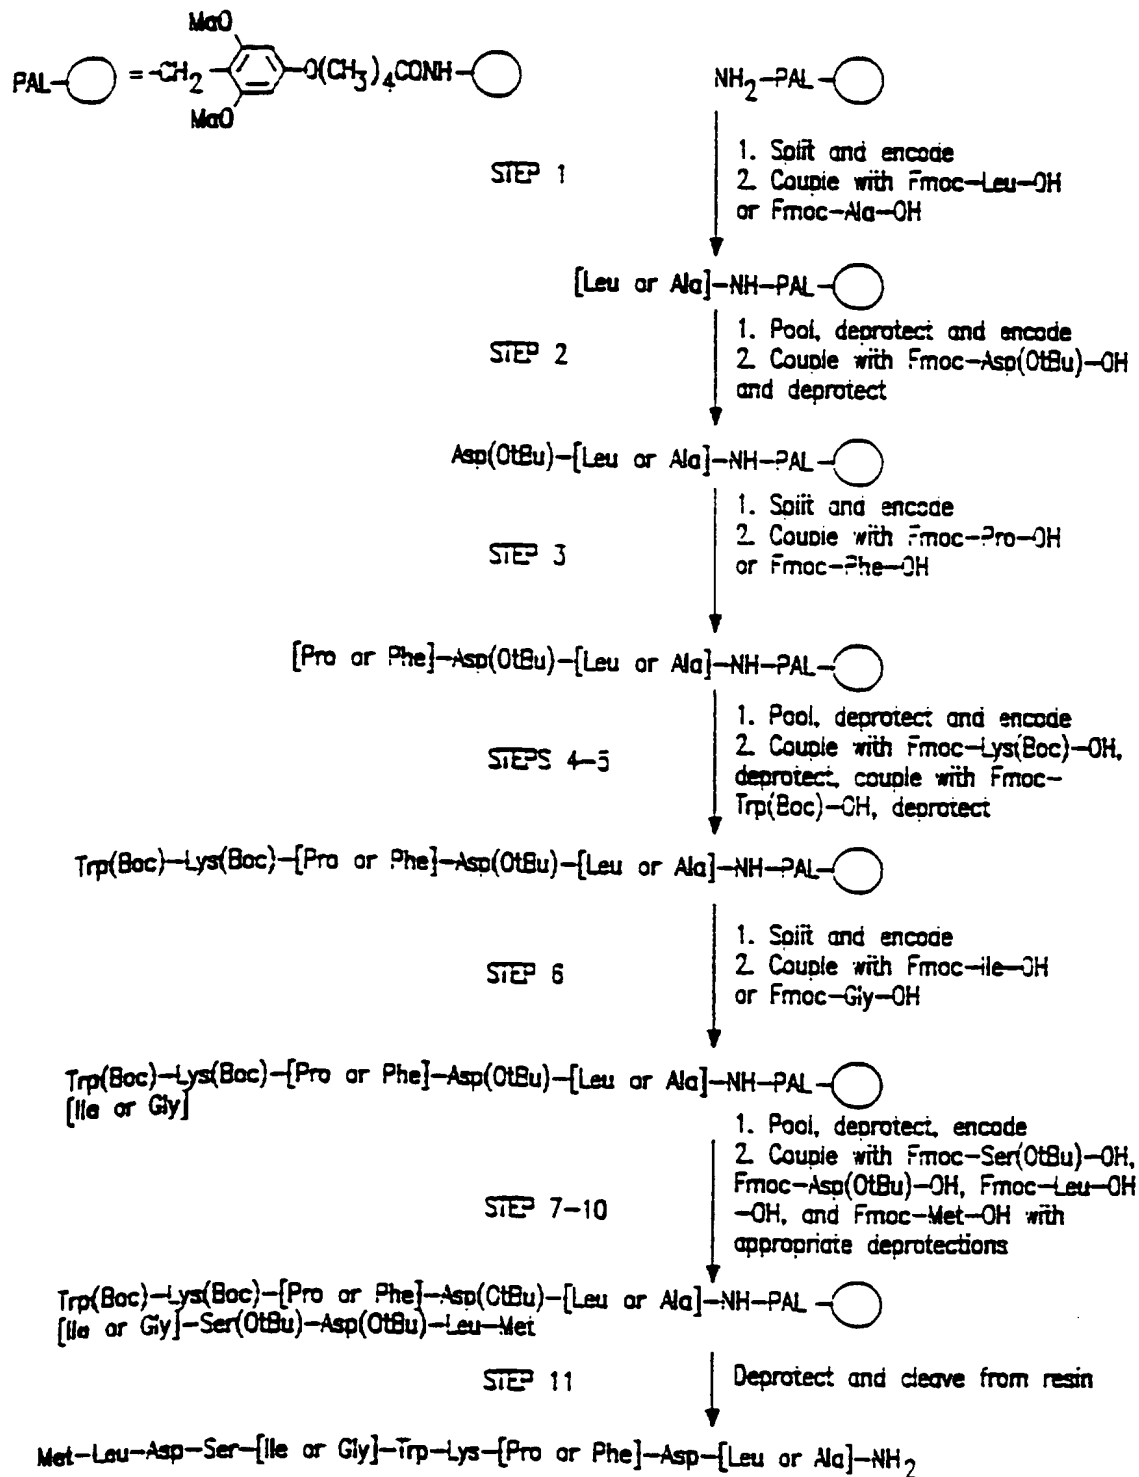 MaO
PAL- =-CH2- -O(CH3)4CONH-
MaO
NH2-PAL-
STEP 1
1. Split and encode
2. Couple with Fmoc-Leu-OH
or Fmoc-Ala-OH
[Leu or Ala]-NH-PAL-
STEP 2
1. Pool, deprotect and encode
2. Couple with Fmoc-Asp(OtBu)-OH
and deprotect
Asp(OtBu)-[Leu or Ala]-NH-PAL-
STEP 3
1. Split and encode
2. Couple with Fmoc-Pro-OH
or Fmoc-Phe-OH
[Pro or Phe]-Asp(OtBu)-[Leu or Ala]-NH-PAL-
STEPS 4-5
1. Pool, deprotect and encode
2. Couple with Fmoc-Lys(Boc)-OH,
deprotect, couple with Fmoc-
Trp(Boc)-OH, deprotect
Trp(Boc)-Lys(Boc)-[Pro or Phe]-Asp(OtBu)-[Leu or Ala]-NH-PAL-
STEP 6
1. Split and encode
2. Couple with Fmoc-Ile-OH
or Fmoc-Gly-OH
Trp(Boc)-Lys(Boc)-[Pro or Phe]-Asp(OtBu)-[Leu or Ala]-NH-PAL-
[Ile or Gly]
STEP 7-10
1. Pool, deprotect, encode
2. Couple with Fmoc-Ser(OtBu)-OH,
Fmoc-Asp(OtBu)-OH, Fmoc-Leu-OH
-OH, and Fmoc-Met-OH with
appropriate deprotections
Trp(Boc)-Lys(Boc)-[Pro or Phe]-Asp(OtBu)-[Leu or Ala]-NH-PAL-
[Ile or Gly]-Ser(OtBu)-Asp(OtBu)-Leu-Met
STEP 11
Deprotect and cleave from resin
Met-Leu-Asp-Ser-[Ile or Gly]-Trp-Lys-[Pro or Phe]-Asp-[Leu or Ala]-NH2